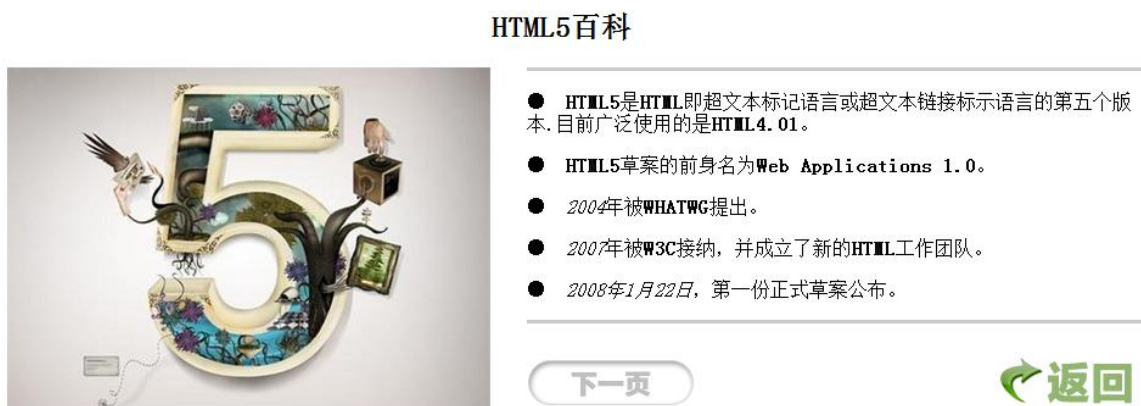 HTML5百科
● HTML5是HTML即超文本标记语言或超文本链接标示语言的第五个版
本.目前广泛使用的是HTML4.01。
● HTML5草案的前身名为Web Applications 1.0。
● 2004年被WHATWG提出。
● 2007年被W3C接纳，并成立了新的HTML工作团队。
● 2008年1月22日，第一份正式草案公布。
下一页
返回